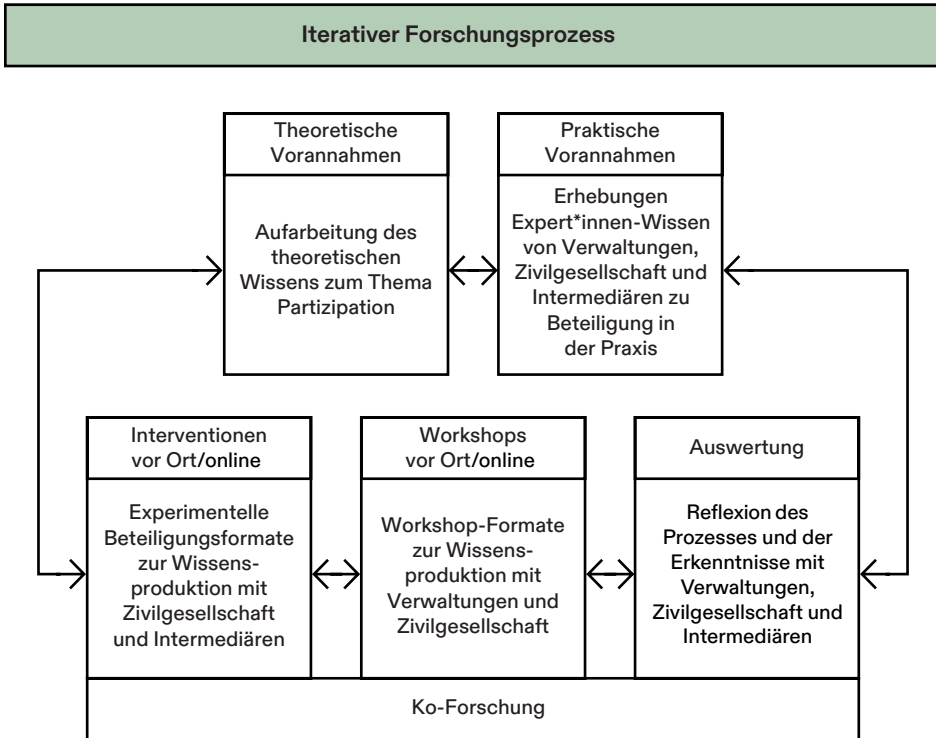 Iterativer Forschungsprozess
Theoretische
Vorannahmen
Aufarbeitung des
theoretischen
Wissens zum Thema
Partizipation
Praktische
Vorannahmen
Erhebungen
Expert*innen-Wissen
von Verwaltungen,
Zivilgesellschaft und
Intermediären zu
Beteiligung in
der Praxis
Interventionen
vor Ort/online
Experimentelle
Beteiligungsformate
zur Wissens-
produktion mit
Zivilgesellschaft
und Intermediären
Workshops
vor Ort/online
Workshop-Formate
zur Wissens-
produktion mit
Verwaltungen und
Zivilgesellschaft
Auswertung
Reflexion des
Prozesses und der
Erkenntnisse mit
Verwaltungen,
Zivilgesellschaft und
Intermediären
Ko-Forschung